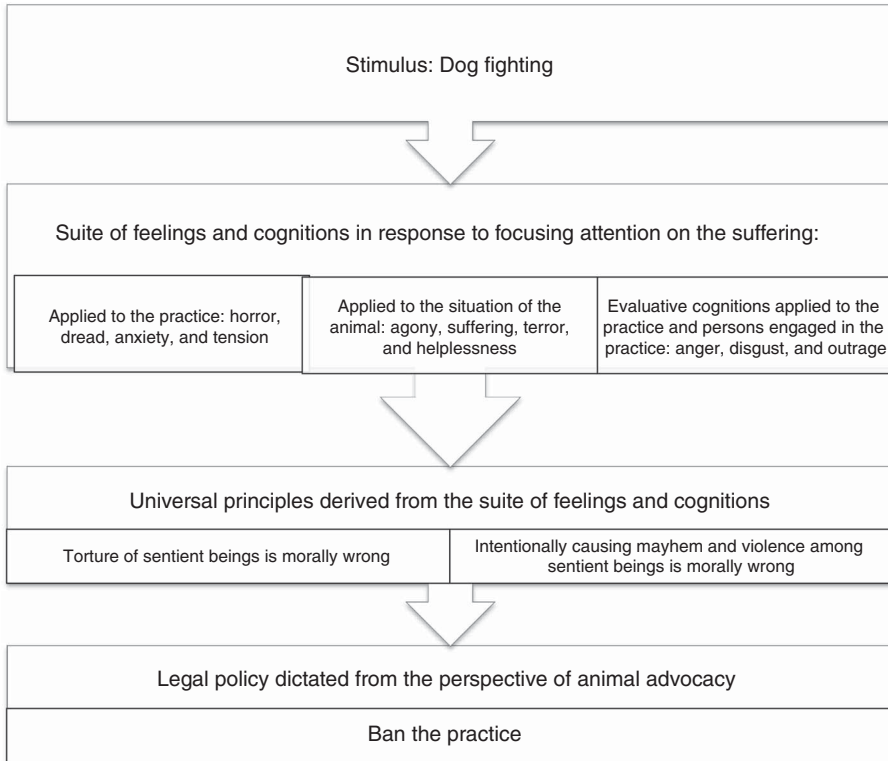 Stimulus: Dog fighting
Suite of feelings and cognitions in response to focusing attention on the suffering:
Applied to the practice: horror,
dread, anxiety, and tension
Applied to the situation of the
animal: agony, suffering, terror,
and helplessness
Evaluative cognitions applied to the
practice and persons engaged in the
practice: anger, disgust, and outrage
Universal principles derived from the suite of feelings and cognitions
Torture of sentient beings is morally wrong
Intentionally causing mayhem and violence among
sentient beings is morally wrong
Legal policy dictated from the perspective of animal advocacy
Ban the practice